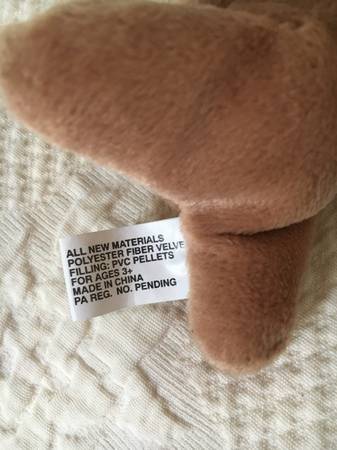 ALL NEW MATERIALS
POLYESTER FIBER VELVE
FILLING: PVC PELLETS
FOR AGES 3+
MADE IN CHINA
PA REG. NO. PENDING